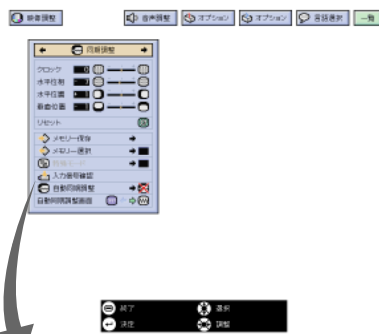 映像調整 音声調整 オプション オプション 言語選択 一覧
同期調整
クロック
水平位相
水平位置
垂直位置
リセット
メモリー保存
メモリー選択
入力信号確認
自動同期調整
自動同期調整画面
終了 選択
決定 調整